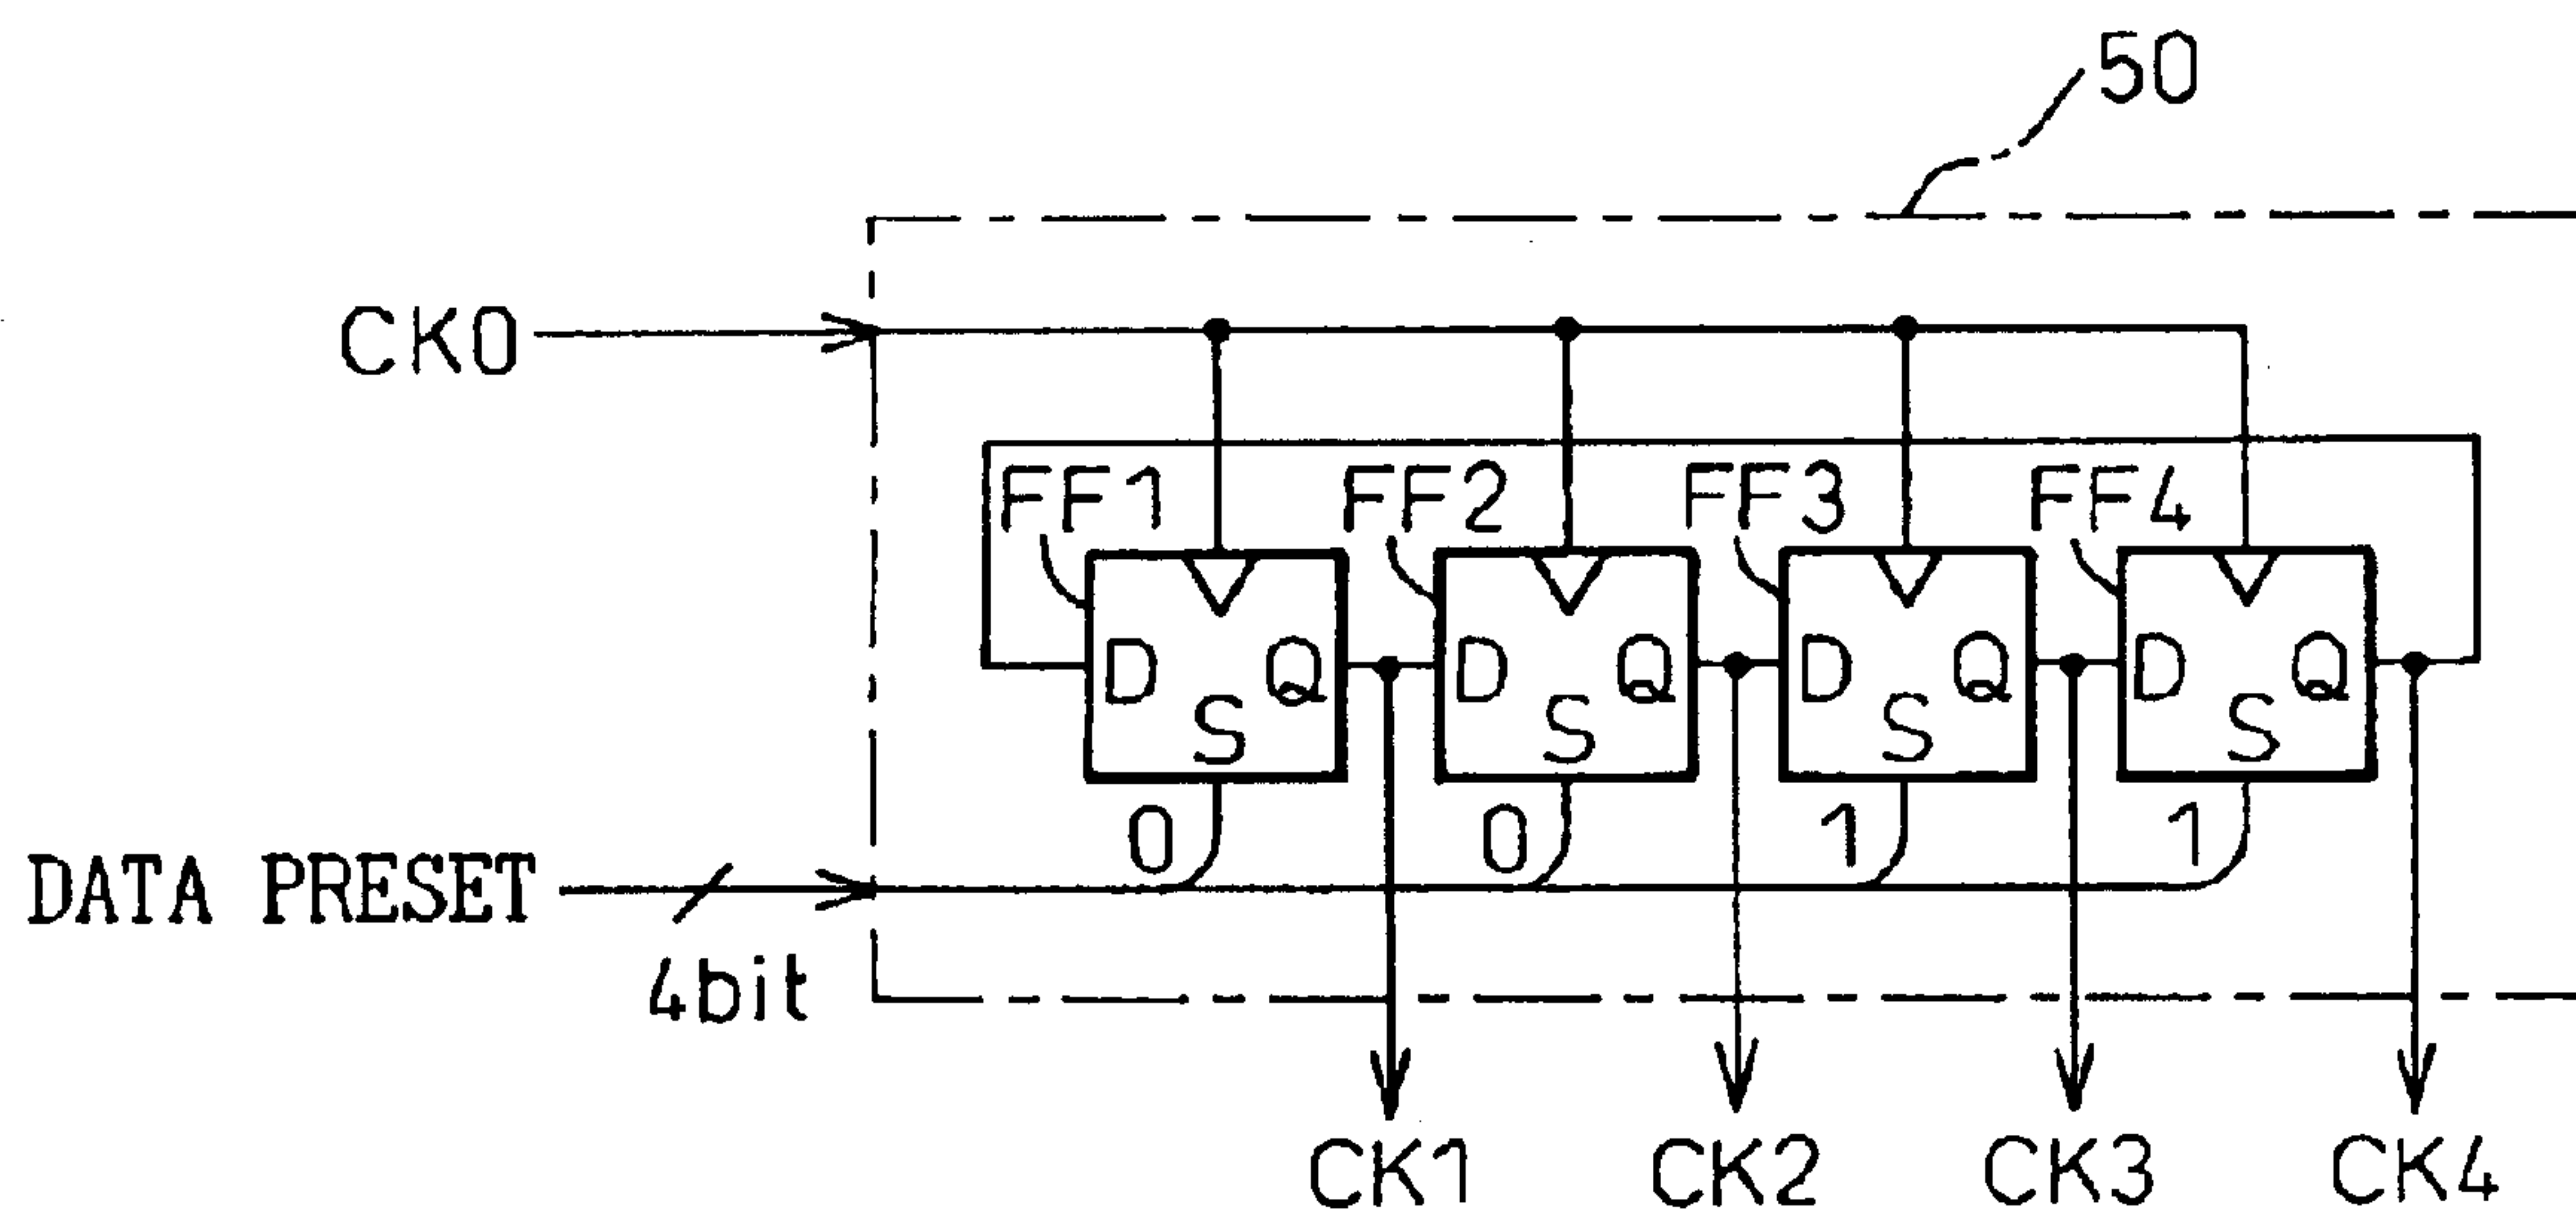 50
CK0
FF1 FF2 FF3 FF4
D Q D Q D Q D Q
S S S S
0 0 1 1
DATA PRESET
4bit
CK1 CK2 CK3 CK4